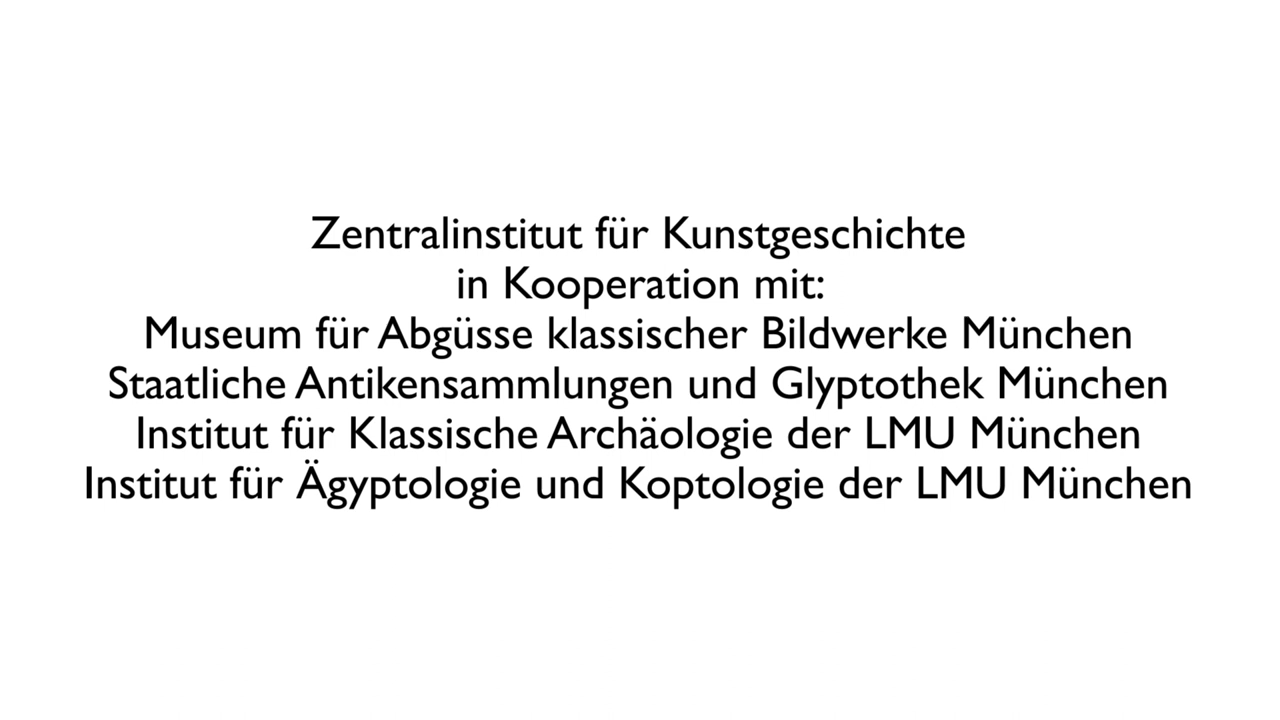 Zentralinstitut für Kunstgeschichte
in Kooperation mit:
Museum für Abgüsse klassischer Bildwerke München
Staatliche Antikensammlungen und Glyptothek München
Institut für Klassische Archäologie der LMU München
Institut für Ägyptologie und Koptologie der LMU München